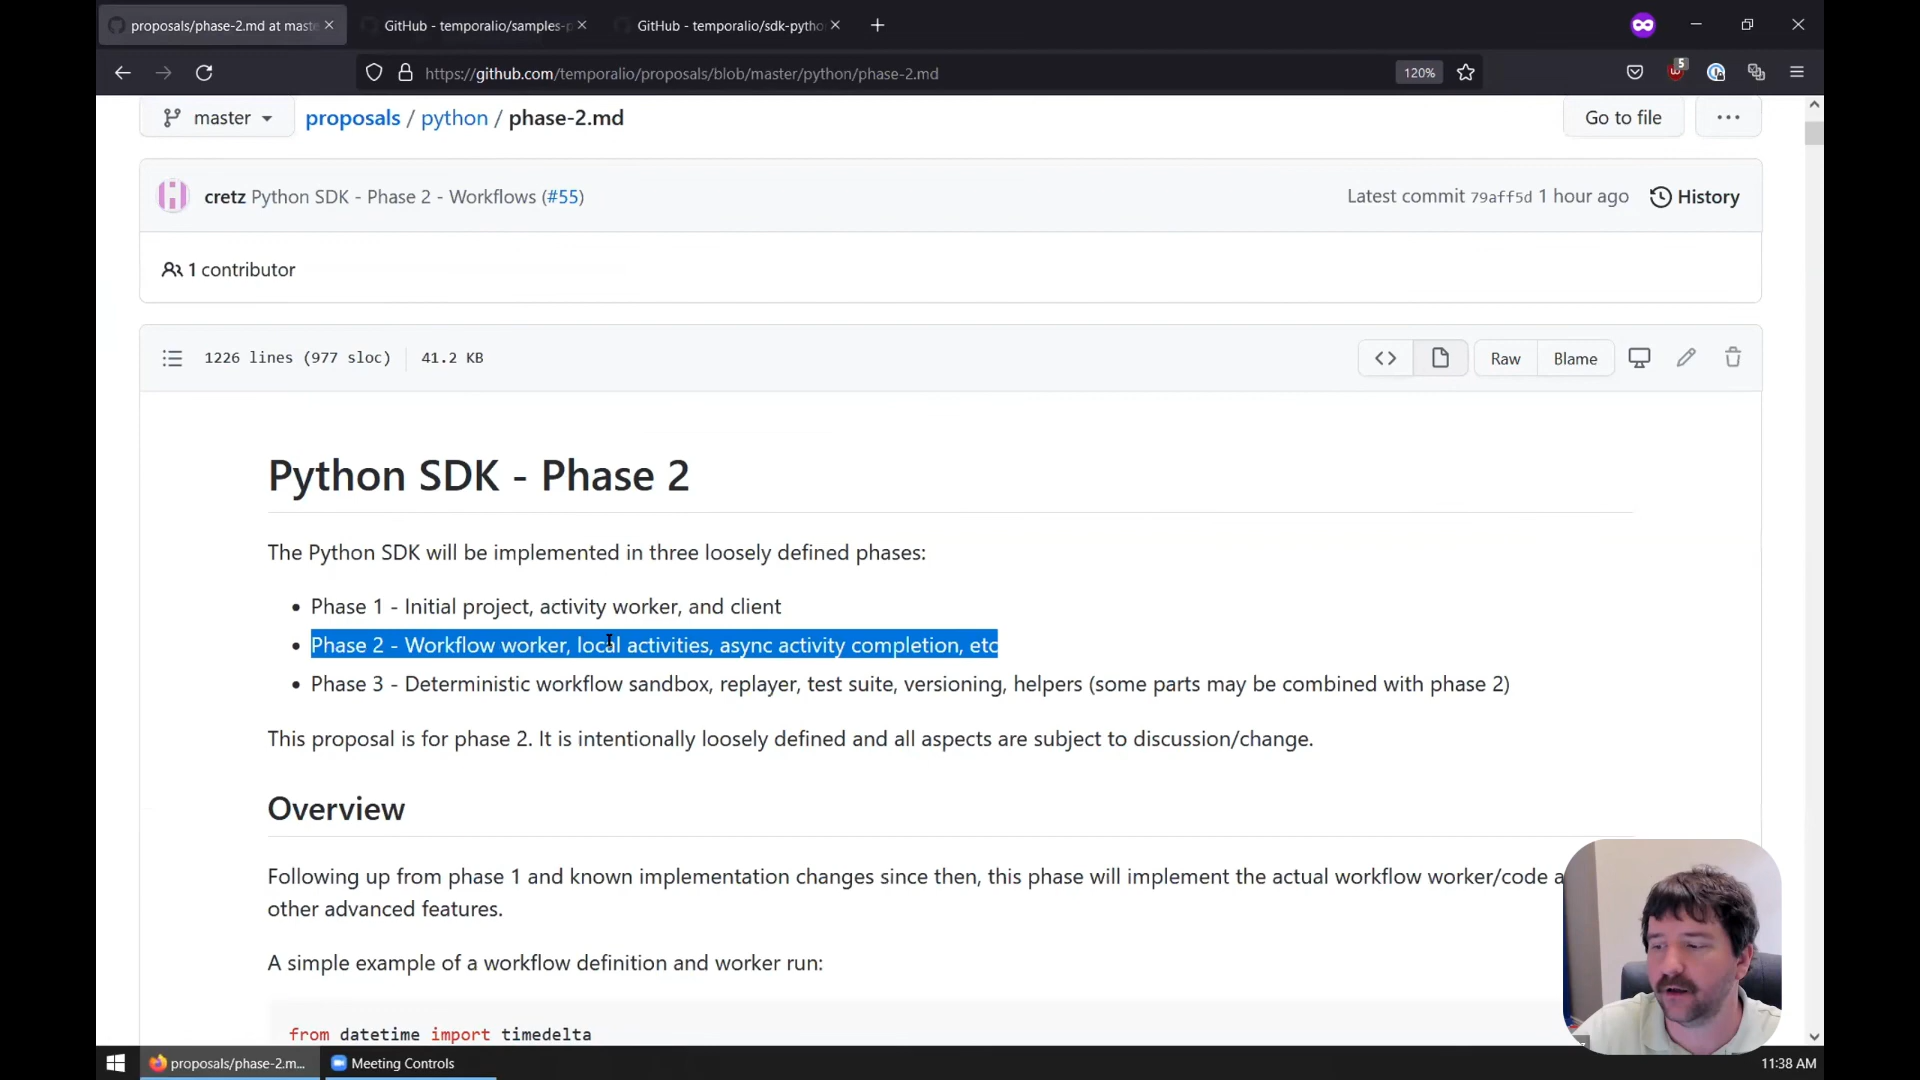 proposals/phase-2.md at maste
GitHub - temporalio/samples-p
GitHub - temporalio/sdk-pytho
https://github.com/temporalio/proposals/blob/master/python/phase-2.md
120%
5
master
proposals / python / phase-2.md
Go to file
cretz Python SDK - Phase 2 - Workflows (#55)
Latest commit 79aff5d 1 hour ago
History
1 contributor
1226 lines (977 sloc)
41.2 KB
Raw
Blame
Python SDK - Phase 2
The Python SDK will be implemented in three loosely defined phases:
• Phase 1 - Initial project, activity worker, and client
• Phase 2 - Workflow worker, local activities, async activity completion, etc
• Phase 3 - Deterministic workflow sandbox, replayer, test suite, versioning, helpers (some parts may be combined with phase 2)
This proposal is for phase 2. It is intentionally loosely defined and all aspects are subject to discussion/change.
Overview
Following up from phase 1 and known implementation changes since then, this phase will implement the actual workflow worker/code a
other advanced features.
A simple example of a workflow definition and worker run:
from datetime import timedelta
proposals/phase-2.m...
Meeting Controls
11:38 AM